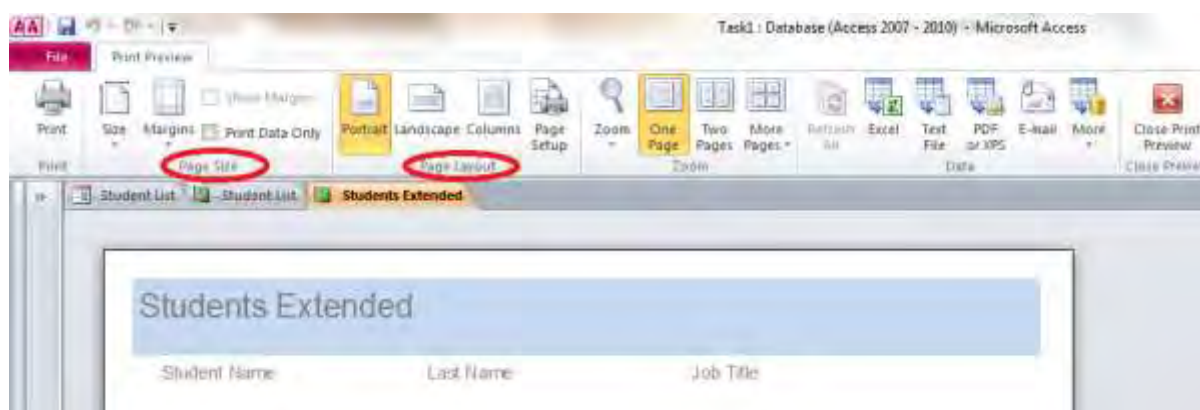 Task1 : Database (Access 2007 - 2010) - Microsoft Access
File Print Preview
Show Margins
Print Data Only
Print Size Margins Portrait Landscape Columns Page Setup Zoom One Page Two Pages More Pages Refresh All Excel Text File PDF or XPS E-mail More Close Print Preview
Print Page Size Page Layout Zoom Data Close Preview
Student List Student List Students Extended
Students Extended
Student Name Last Name Job Title